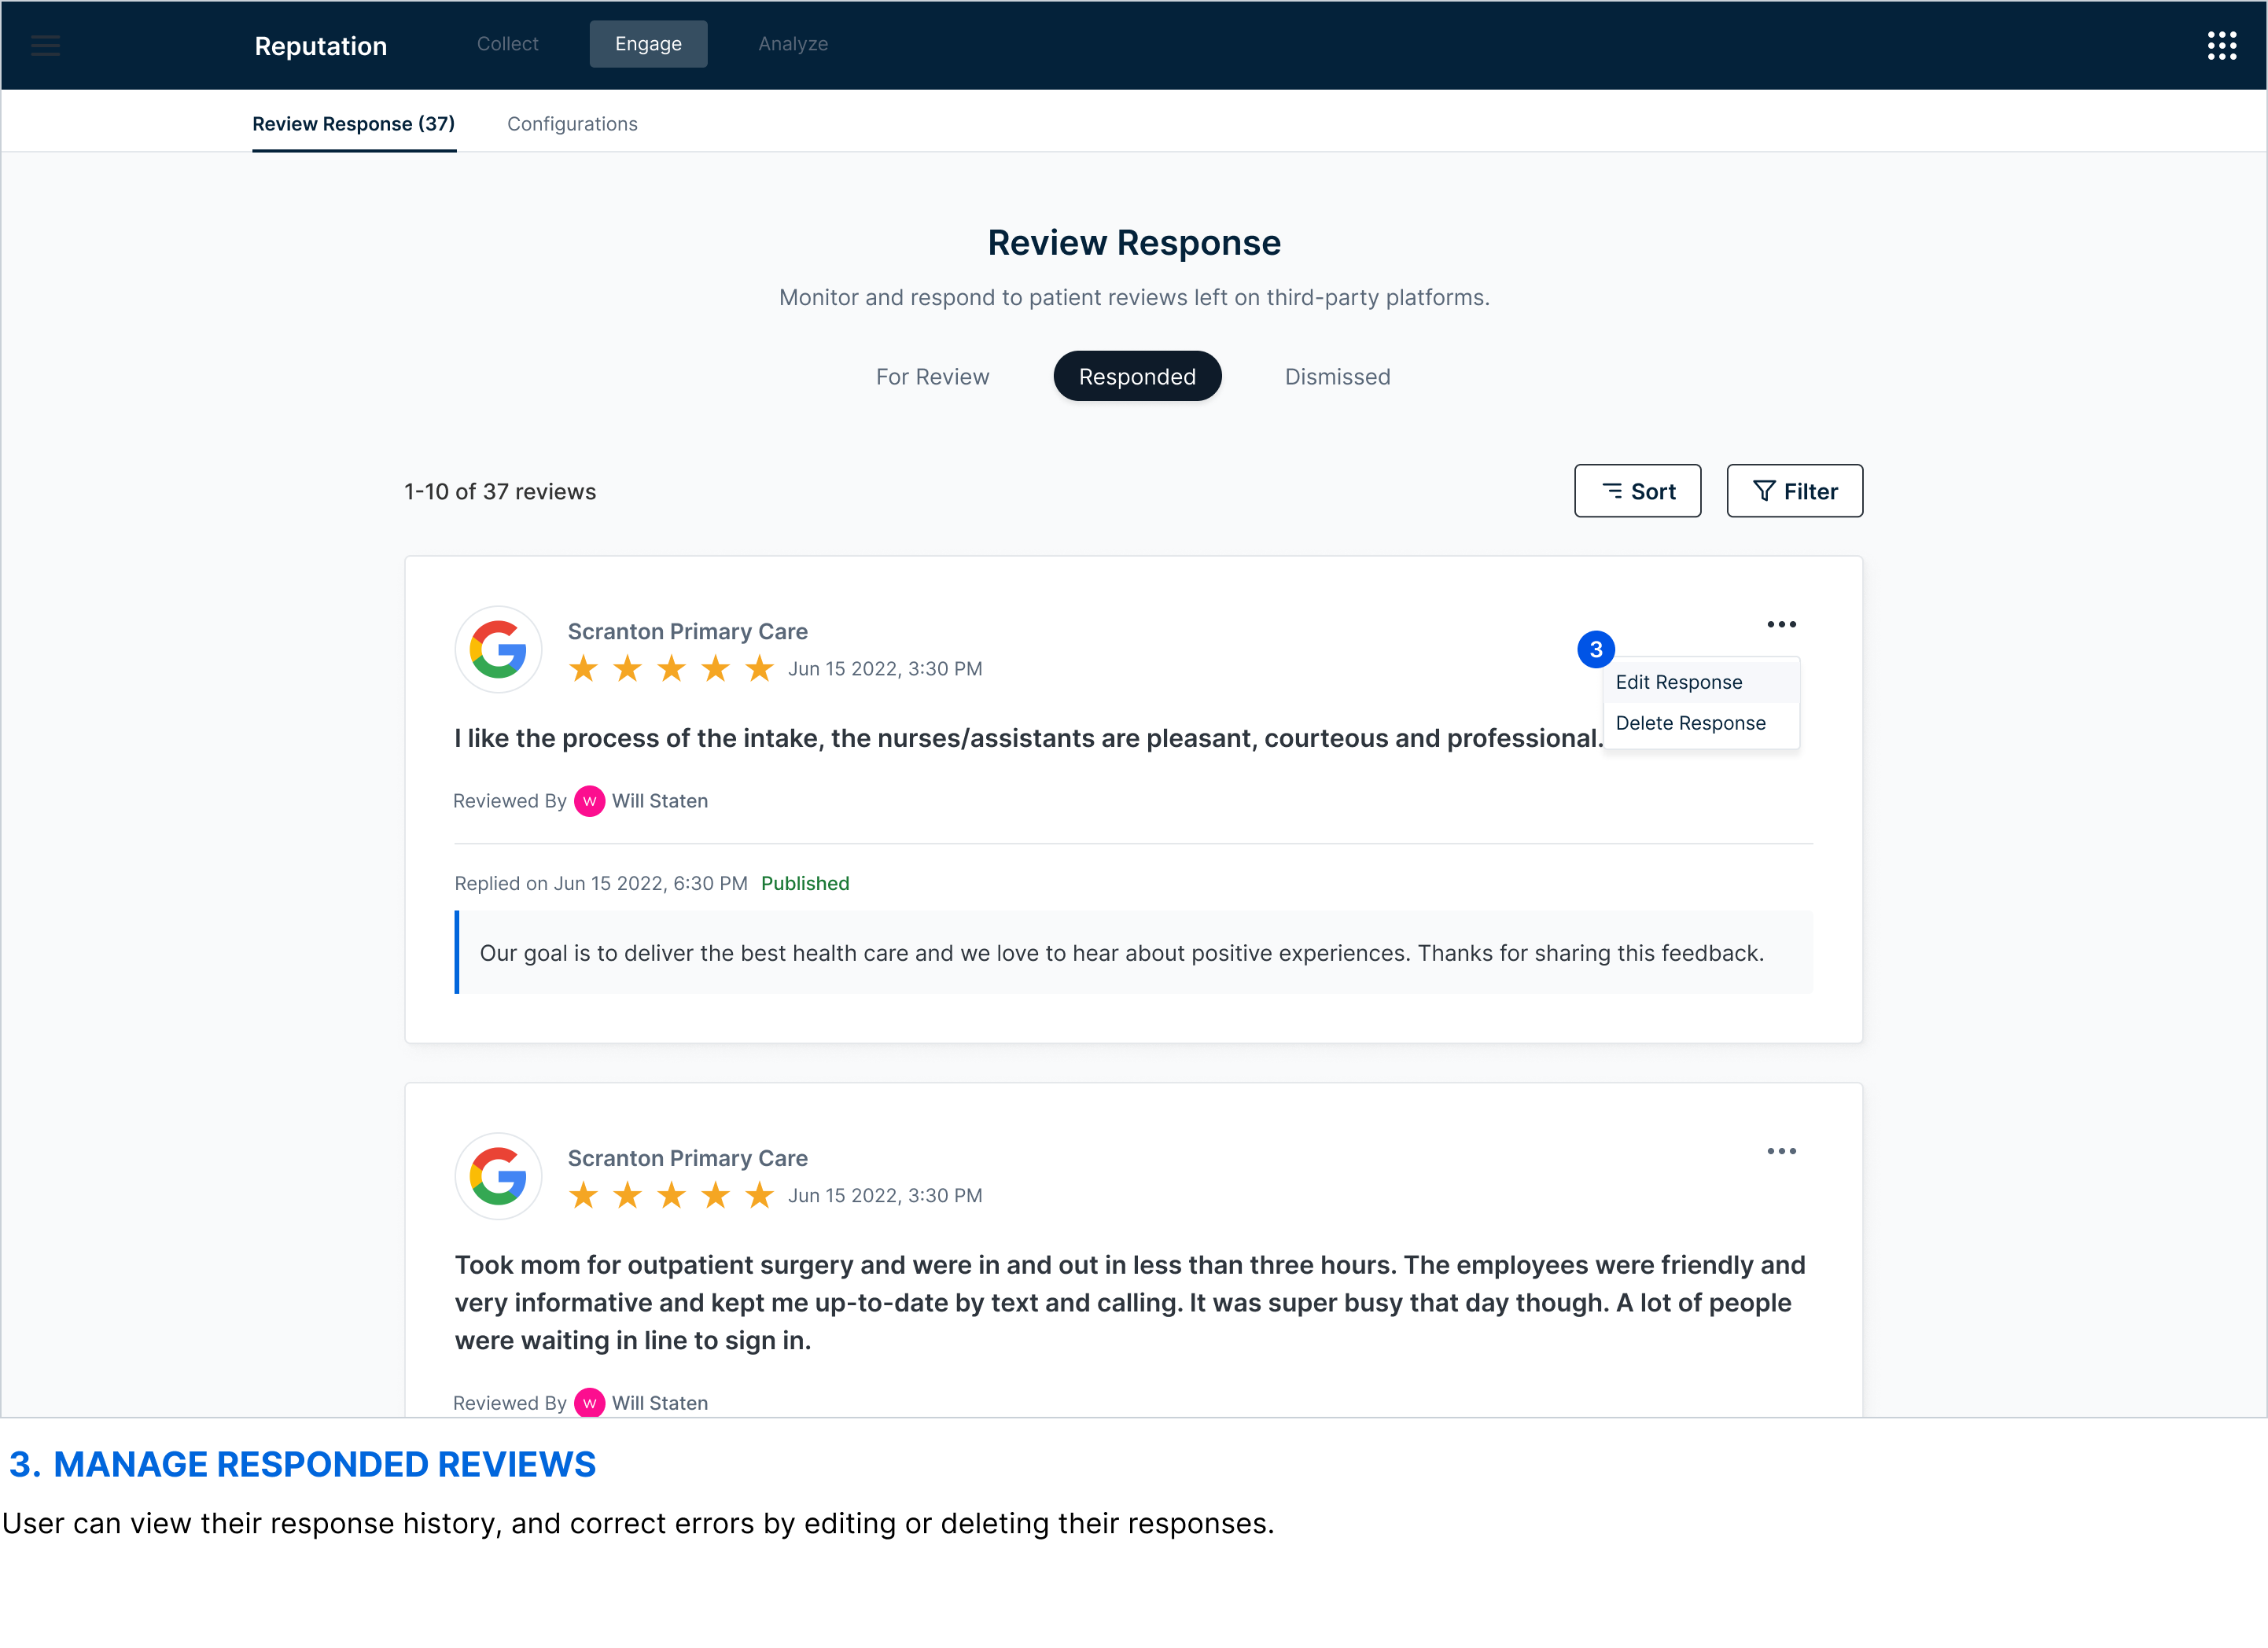 Reputation
Collect
Engage
Analyze
Review Response (37)
Configurations
Review Response
Monitor and respond to patient reviews left on third-party platforms.
For Review
Responded
Dismissed
1-10 of 37 reviews
Sort
Filter
Scranton Primary Care
Jun 15 2022, 3:30 PM
3
Edit Response
Delete Response
I like the process of the intake, the nurses/assistants are pleasant, courteous and professional.
Reviewed By W Will Staten
Replied on Jun 15 2022, 6:30 PM Published
Our goal is to deliver the best health care and we love to hear about positive experiences. Thanks for sharing this feedback.
Scranton Primary Care
Jun 15 2022, 3:30 PM
Took mom for outpatient surgery and were in and out in less than three hours. The employees were friendly and
very informative and kept me up-to-date by text and calling. It was super busy that day though. A lot of people
were waiting in line to sign in.
Reviewed By W Will Staten
3. MANAGE RESPONDED REVIEWS
User can view their response history, and correct errors by editing or deleting their responses.